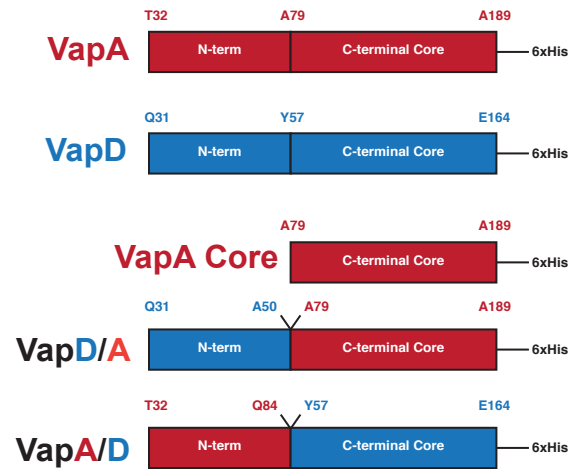 T32 A79 A189
VapA N-term C-terminal Core 6xHis
Q31 Y57 E164
VapD N-term C-terminal Core 6xHis
A79 A189
VapA Core C-terminal Core 6xHis
Q31 A50 A79 A189
VapD/A N-term C-terminal Core 6xHis
T32 Q84 Y57 E164
VapA/D N-term C-terminal Core 6xHis